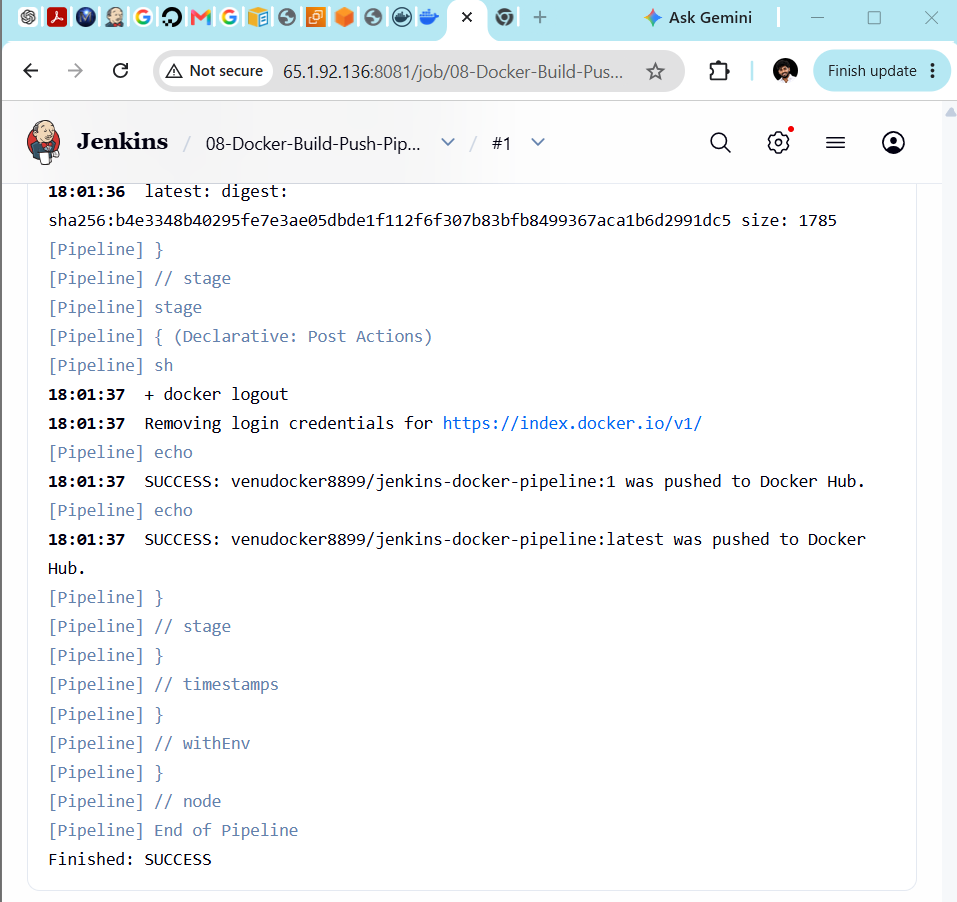 Ask Gemini
Not secure
65.1.92.136:8081/job/08-Docker-Build-Pus...
Finish update
Jenkins / 08-Docker-Build-Push-Pip... / #1
18:01:36 latest: digest:
sha256:b4e3348b40295fe7e3ae05dbde1f112f6f307b83bfb8499367aca1b6d2991dc5 size: 1785
[Pipeline] }
[Pipeline] // stage
[Pipeline] stage
[Pipeline] { (Declarative: Post Actions)
[Pipeline] sh
18:01:37 + docker logout
18:01:37 Removing login credentials for https://index.docker.io/v1/
[Pipeline] echo
18:01:37 SUCCESS: venudocker8899/jenkins-docker-pipeline:1 was pushed to Docker Hub.
[Pipeline] echo
18:01:37 SUCCESS: venudocker8899/jenkins-docker-pipeline:latest was pushed to Docker
Hub.
[Pipeline] }
[Pipeline] // stage
[Pipeline] }
[Pipeline] // timestamps
[Pipeline] }
[Pipeline] // withEnv
[Pipeline] }
[Pipeline] // node
[Pipeline] End of Pipeline
Finished: SUCCESS